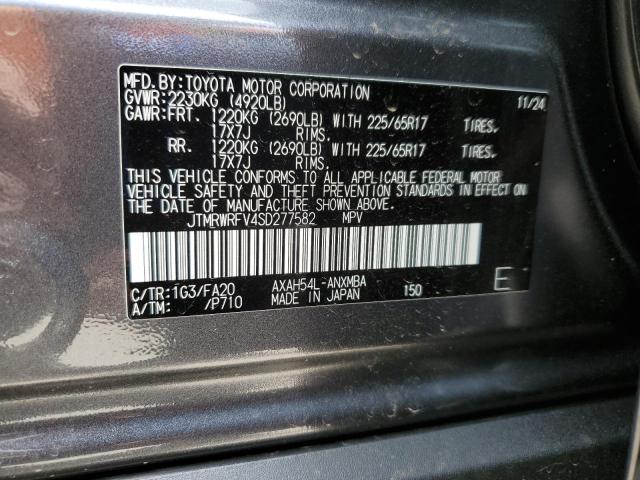 MFD.BY:TOYOTA MOTOR CORPORATION
GVWR:2230KG (4920LB) 11/24
GAWR:FRT. 1220KG (2690LB) WITH 225/65R17 TIRES.
17X7J RIMS.
RR. 1220KG (2690LB) WITH 225/65R17 TIRES.
17X7J RIMS.
THIS VEHICLE CONFORMS TO ALL APPLICABLE FEDERAL MOTOR
VEHICLE SAFETY AND THEFT PREVENTION STANDARDS IN EFFECT ON
THE DATE OF MANUFACTURE SHOWN ABOVE.
JTMRWRFV4SD277582 MPV
C/TR:1G3/FA20 AXAH54L-ANXMBA 150 E
A/TM: /P710 MADE IN JAPAN